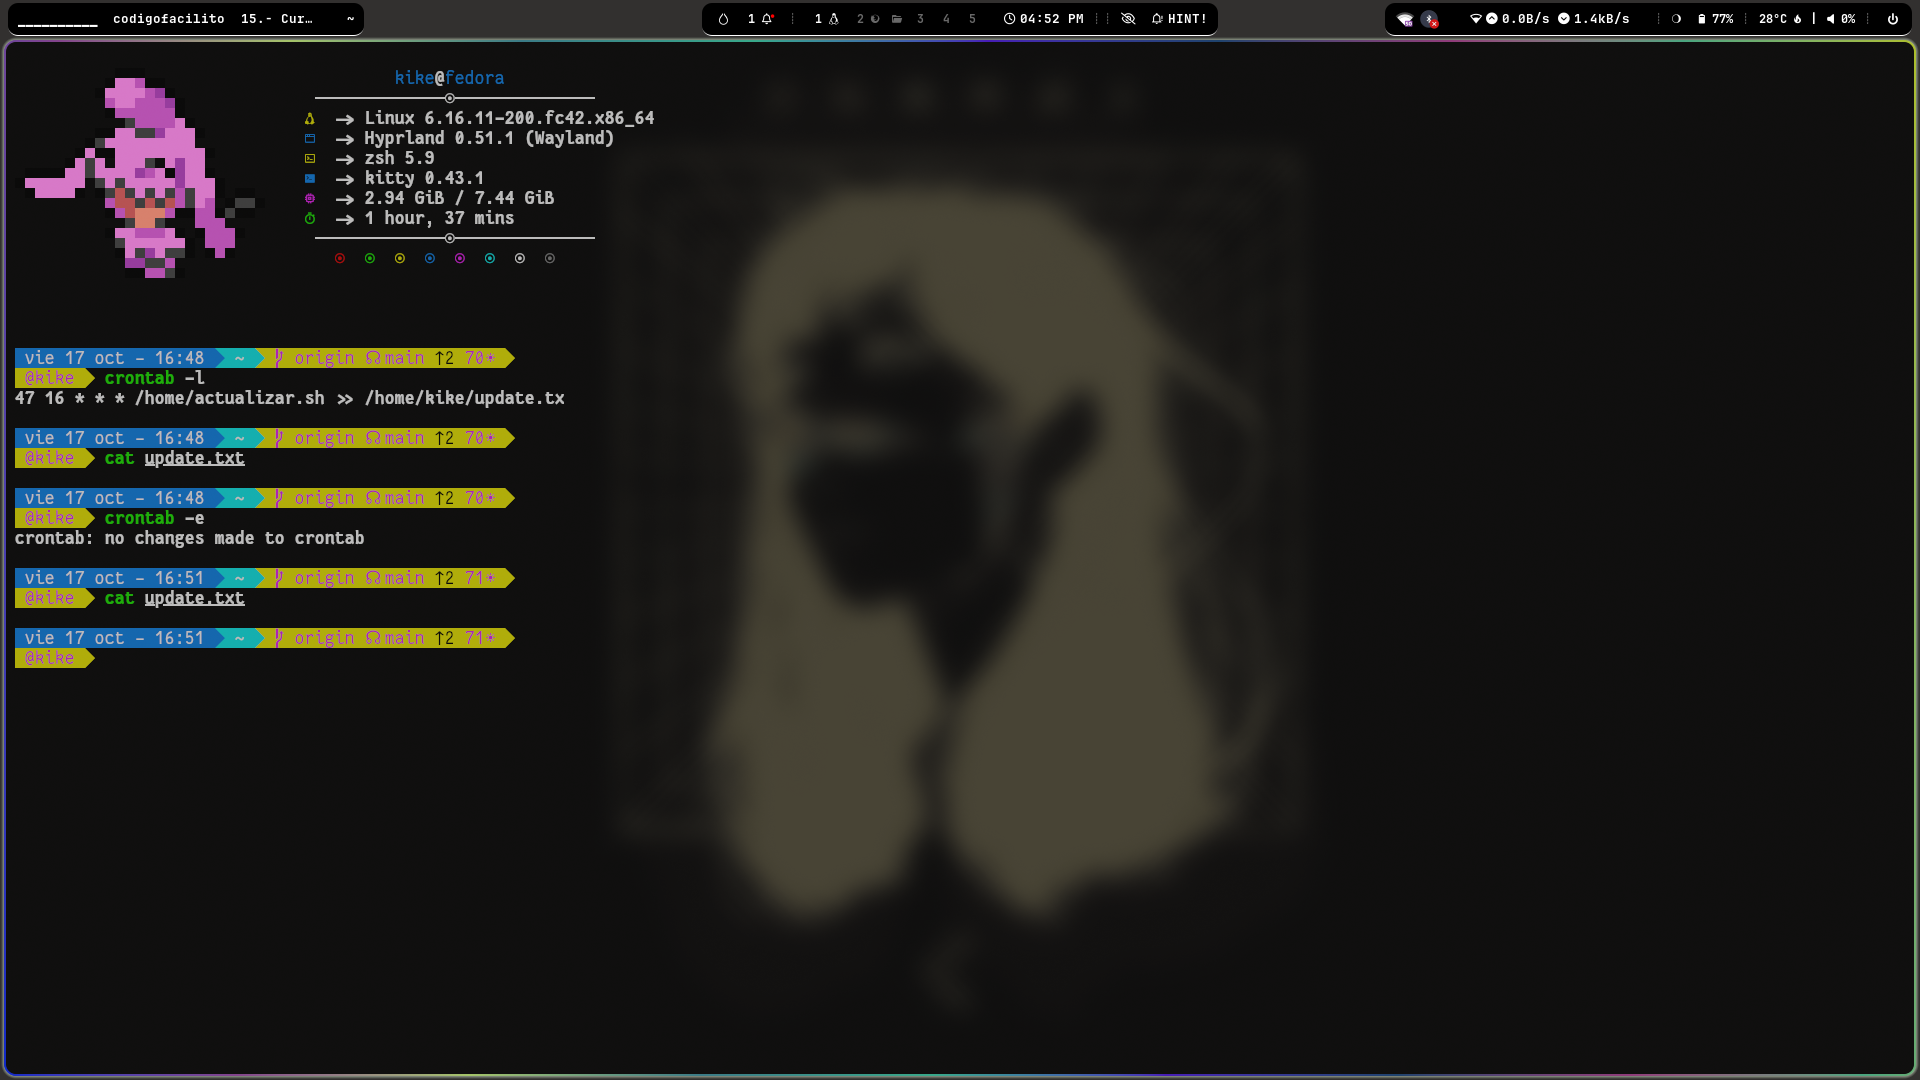 __________ codigofacilito 15.- Cur… ~
1 1 2 3 4 5 04:52 PM HINT!
0.0B/s 1.4kB/s 77% 28°C 0%
kike@fedora
Linux 6.16.11-200.fc42.x86_64
Hyprland 0.51.1 (Wayland)
zsh 5.9
kitty 0.43.1
2.94 GiB / 7.44 GiB
1 hour, 37 mins
vie 17 oct - 16:48 ~ origin main ↑2 70☀
@kike crontab -l
47 16 * * * /home/actualizar.sh >> /home/kike/update.tx
vie 17 oct - 16:48 ~ origin main ↑2 70☀
@kike cat update.txt
vie 17 oct - 16:48 ~ origin main ↑2 70☀
@kike crontab -e
crontab: no changes made to crontab
vie 17 oct - 16:51 ~ origin main ↑2 71☀
@kike cat update.txt
vie 17 oct - 16:51 ~ origin main ↑2 71☀
@kike